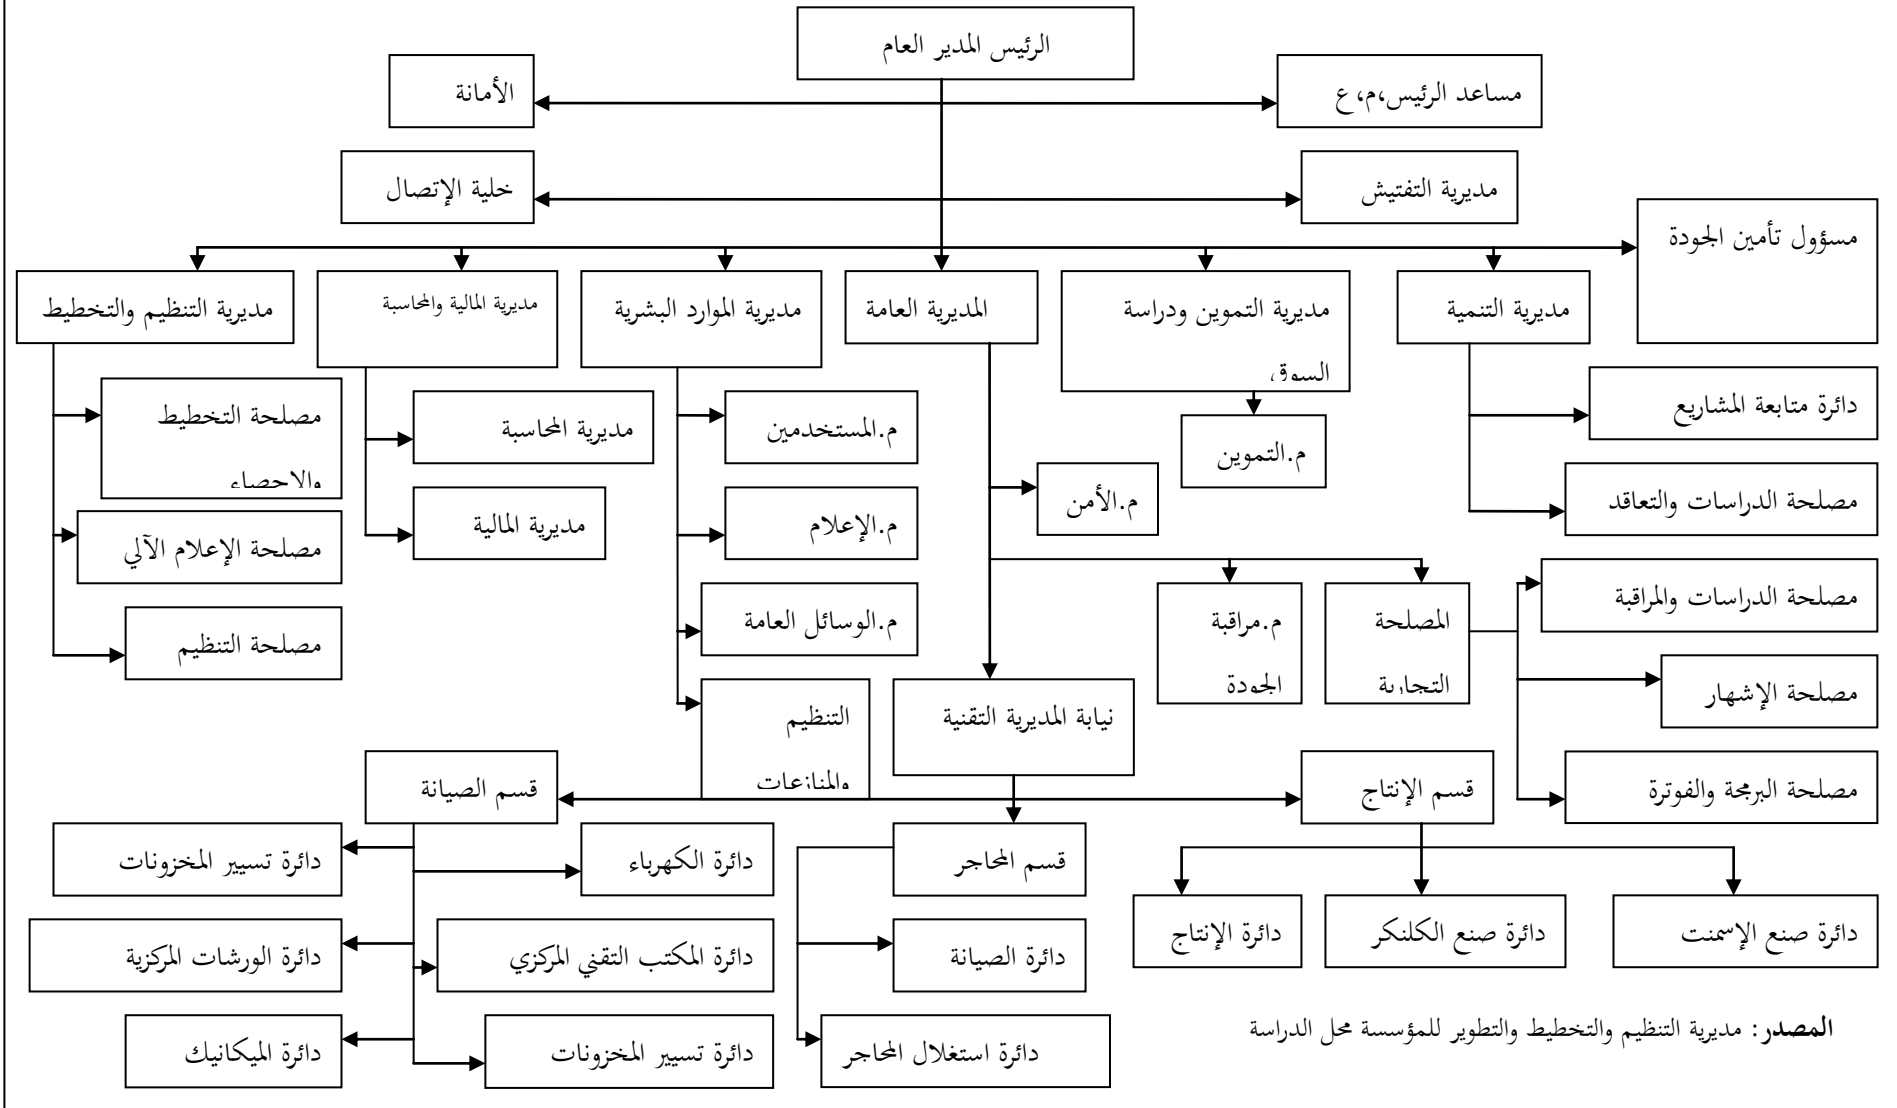 الرئيس المدير العام
مساعد الرئيس،م،ع
الأمانة
مديرية التفتيش
خلية الإتصال
مسؤول تأمين الجودة
مديرية التنمية
مديرية التموين ودراسة
السوق
المديرية العامة
مديرية الموارد البشرية
مديرية المالية والمحاسبة
مديرية التنظيم والتخطيط
دائرة متابعة المشاريع
مصلحة الدراسات والتعاقد
م.التموين
م.الأمن
م.المستخدمين
م.الإعلام
م.الوسائل العامة
التنظيم
والمنازعات
مديرية المحاسبة
مديرية المالية
مصلحة التخطيط
والاحصاء
مصلحة الإعلام الآلي
مصلحة التنظيم
المصلحة
التجارية
م.مراقبة
الجودة
مصلحة الدراسات والمراقبة
مصلحة الإشهار
مصلحة البرمجة والفوترة
نيابة المديرية التقنية
قسم الإنتاج
قسم المحاجر
قسم الصيانة
دائرة صنع الإسمنت
دائرة صنع الكلنكر
دائرة الإنتاج
دائرة الصيانة
دائرة استغلال المحاجر
دائرة الكهرباء
دائرة المكتب التقني المركزي
دائرة تسيير المخزونات
دائرة تسيير المخزونات
دائرة الورشات المركزية
دائرة الميكانيك
المصدر: مديرية التنظيم والتخطيط والتطوير للمؤسسة محل الدراسة